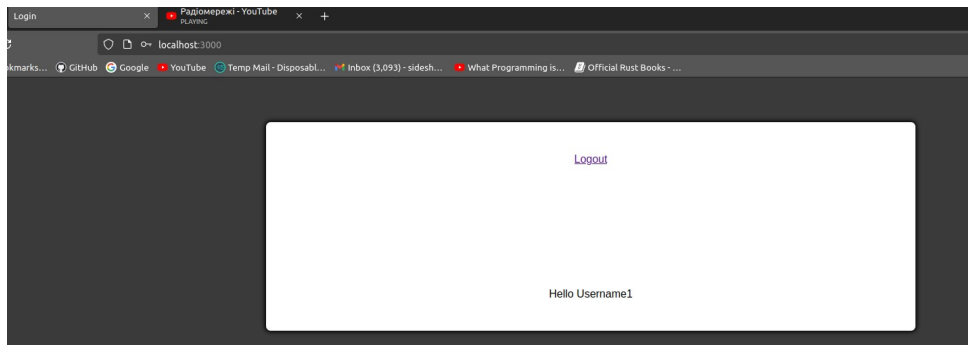 Login
Радіомережі - YouTube
PLAYING
localhost:3000
okmarks... GitHub Google YouTube Temp Mail - Disposabl... Inbox (3,093) - sidesh... What Programming is... Official Rust Books - ...
Logout
Hello Username1